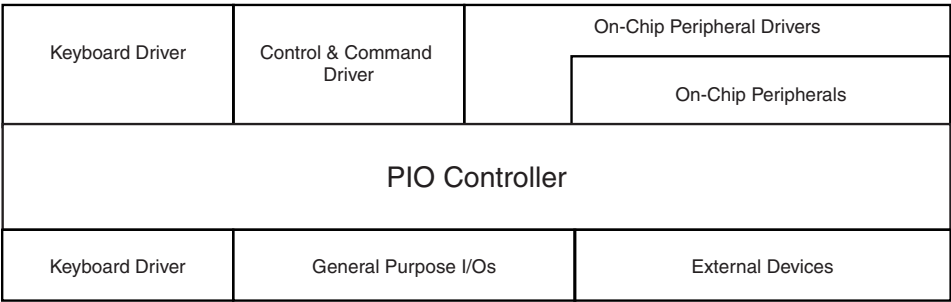 Keyboard Driver
Control & Command
Driver
On-Chip Peripheral Drivers
On-Chip Peripherals
PIO Controller
Keyboard Driver
General Purpose I/Os
External Devices